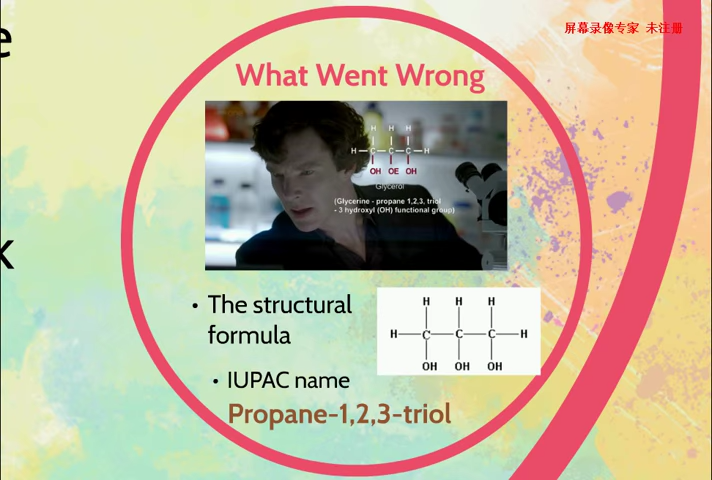 屏幕录像专家 未注册
e
k
What Went Wrong
H H H
H C C C H
OH OE OH
Glycerol
(Glycerine - propane 1,2,3, triol
- 3 hydroxyl (OH) functional group)
• The structural
formula
H H H
H C C C H
OH OH OH
• IUPAC name
Propane-1,2,3-triol